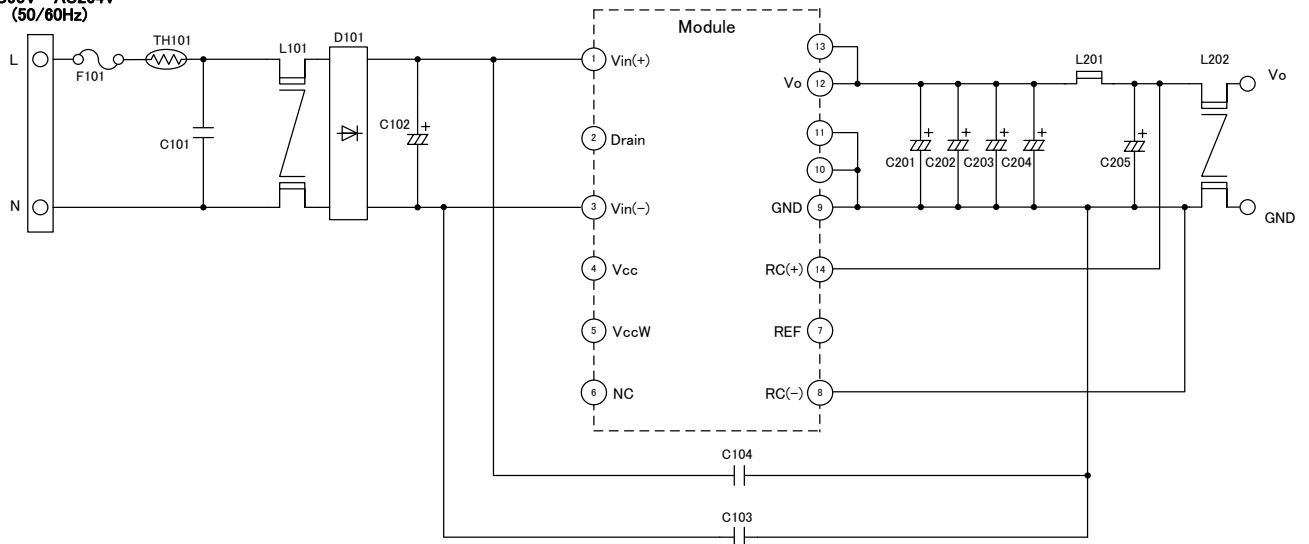 (50/60Hz)
L
F101
TH101
C101
L101
D101
C102
N
Module
1 Vin(+)
2 Drain
3 Vin(-)
4 Vcc
5 VccW
6 NC
13
Vo 12
11
10
GND 9
RC(+) 14
REF 7
RC(-) 8
C201
C202
C203
C204
L201
C205
L202
Vo
GND
C104
C103